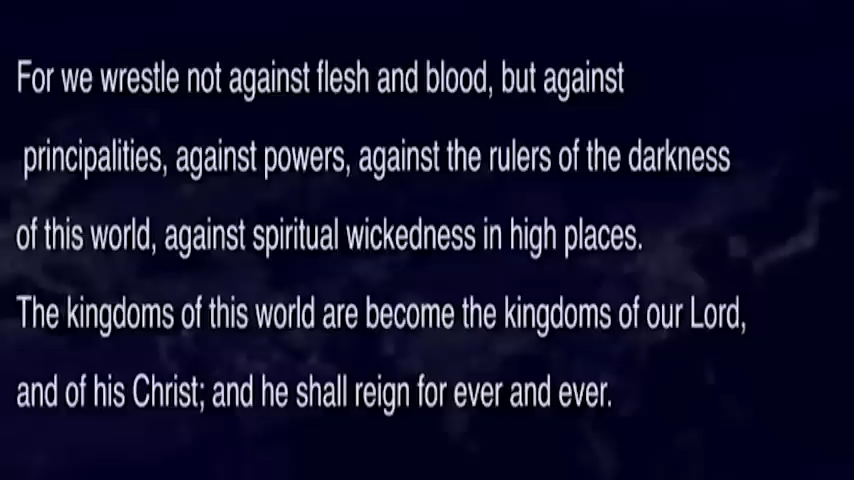 For we wrestle not against flesh and blood, but against
principalities, against powers, against the rulers of the darkness
of this world, against spiritual wickedness in high places.
The kingdoms of this world are become the kingdoms of our Lord,
and of his Christ; and he shall reign for ever and ever.